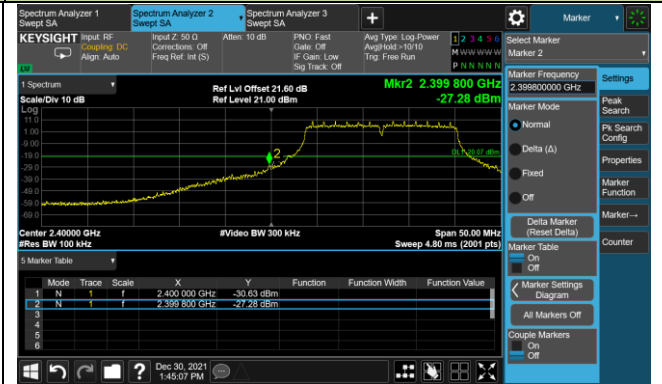 Spectrum Analyzer 1
Swept SA
Spectrum Analyzer 2
Swept SA
Spectrum Analyzer 3
Swept SA
+
Marker
KEYSIGHT
Input: RF
Coupling: DC
Align: Auto
Input Z: 50 Ω
Corrections: Off
Freq Ref: Int (S)
Atten: 10 dB
PNO: Fast
Gate: Off
IF Gain: Low
Sig Track: Off
Avg Type: Log-Power
Avg|Hold:>10/10
Trig: Free Run
1 2 3 4 5 6
M W W W W W
P N N N N N
Select Marker
Marker 2
1 Spectrum
Scale/Div 10 dB
Log
Ref Lvl Offset 21.60 dB
Ref Level 21.00 dBm
Mkr2 2.399 800 GHz
-27.28 dBm
11.0
1.00
-9.00
-19.0
-29.0
-39.0
-49.0
-59.0
-69.0
2
Center 2.40000 GHz
#Res BW 100 kHz
#Video BW 300 kHz
Span 50.00 MHz
Sweep 4.80 ms (2001 pts)
5 Marker Table
Mode Trace Scale X Y Function Function Width Function Value
1 N 1 f 2.400 000 GHz -30.63 dBm
2 N 1 f 2.399 800 GHz -27.28 dBm
3
4
5
6
Marker Frequency
2.399800000 GHz
Marker Mode
Normal
Delta (Δ)
Fixed
Off
Delta Marker
(Reset Delta)
Marker Table
On
Off
Marker Settings
Diagram
All Markers Off
Couple Markers
On
Off
Settings
Peak
Search
Pk Search
Config
Properties
Marker
Function
Marker→
Counter
?
Dec 30, 2021
1:45:07 PM